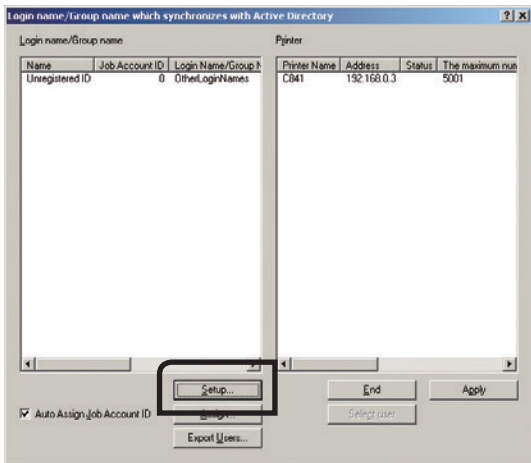 Login name/Group name which synchronizes with Active Directory
Login name/Group name
Printer
Name Job Account ID Login Name/Group N
Unregistered ID 0 OtherLoginNames
Printer Name Address Status The maximum num
C841 192.168.0.3 5001
Setup...
End
Apply
Auto Assign Job Account ID
Assign...
Select user
Export Users...